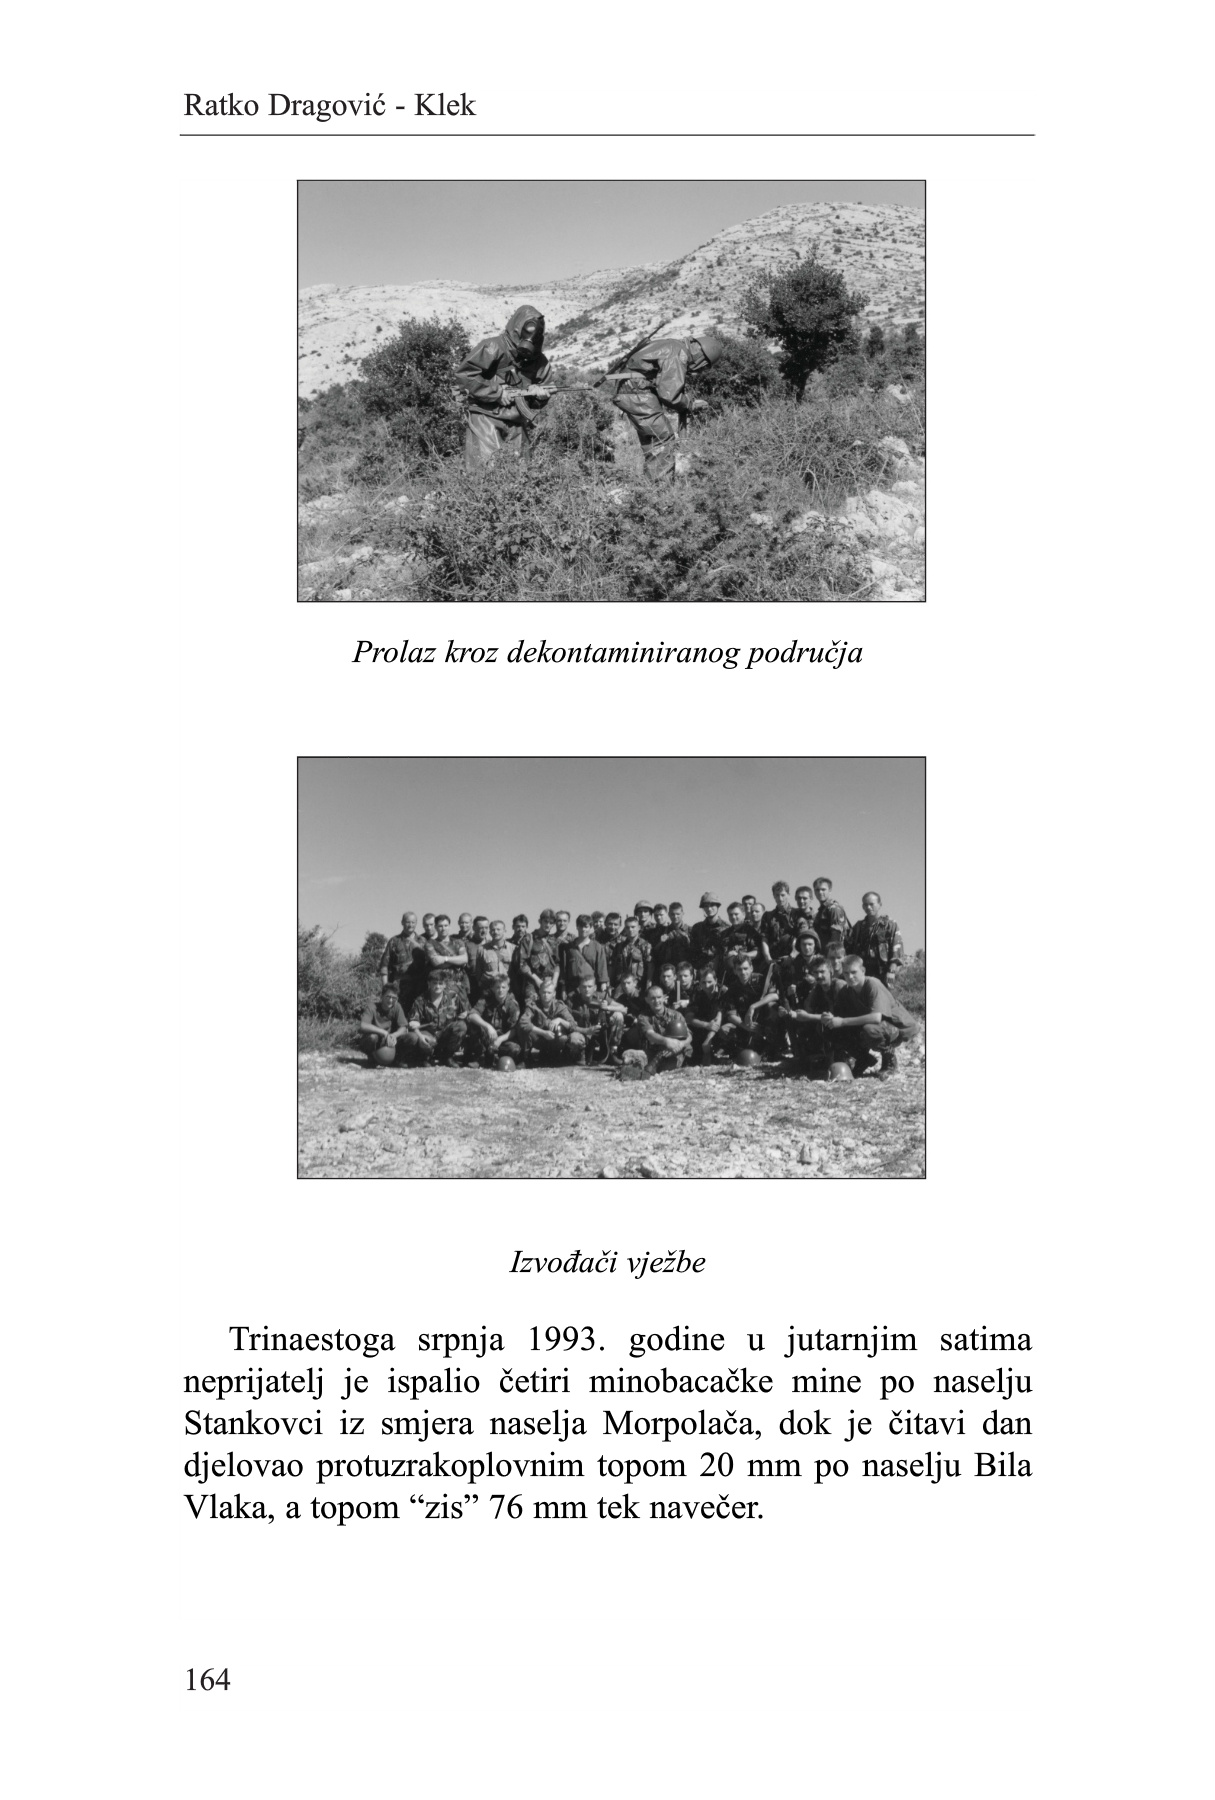 Ratko Dragović - Klek
Prolaz kroz dekontaminiranog područja
Izvođači vježbe
Trinaestoga srpnja 1993. godine u jutarnjim satima
neprijatelj je ispalio četiri minobacačke mine po naselju
Stankovci iz smjera naselja Morpolača, dok je čitavi dan
djelovao protuzrakoplovnim topom 20 mm po naselju Bila
Vlaka, a topom “zis” 76 mm tek navečer.
164